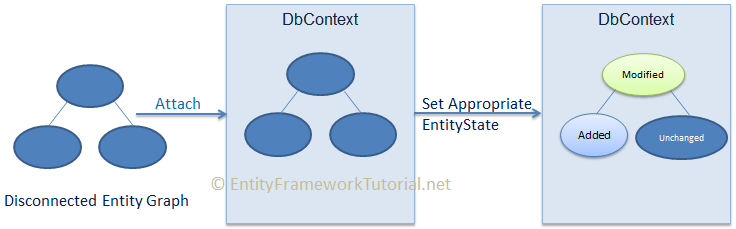 DbContext
DbContext
Modified
Attach
Set Appropriate
EntityState
Added
Unchanged
© EntityFrameworkTutorial.net
Disconnected Entity Graph